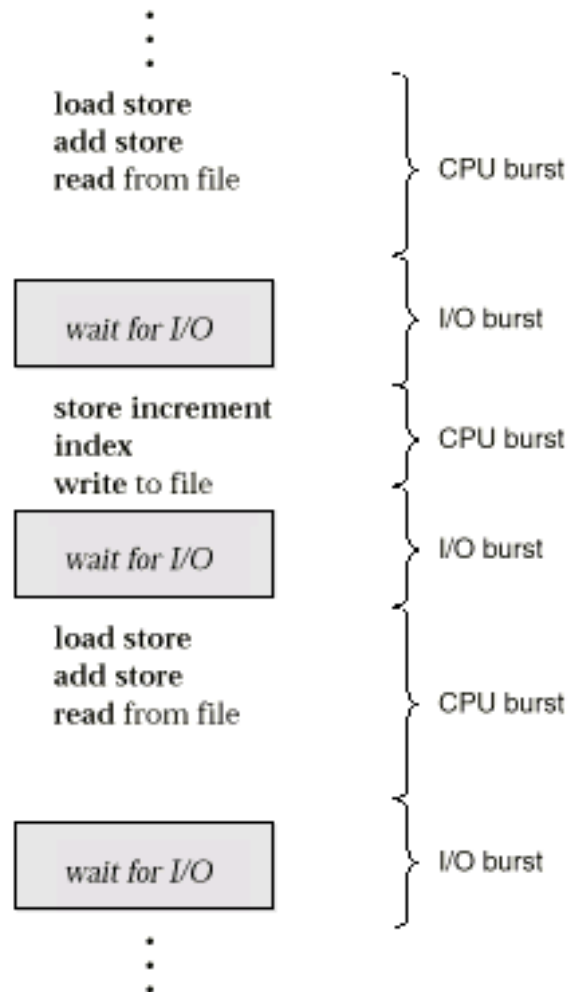 load store
add store
read from file
CPU burst
wait for I/O
I/O burst
store increment
index
write to file
CPU burst
wait for I/O
I/O burst
load store
add store
read from file
CPU burst
wait for I/O
I/O burst